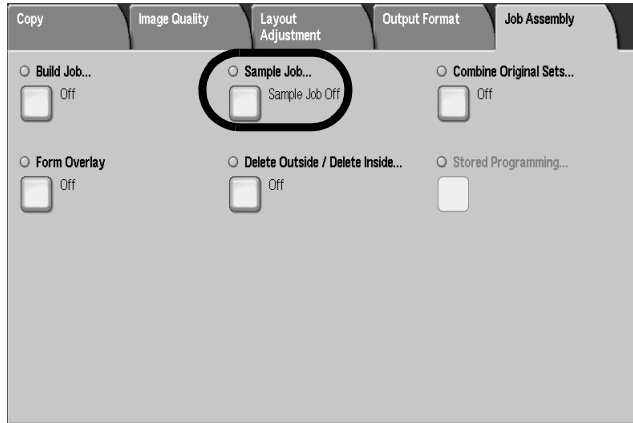 Copy
Image Quality
Layout
Adjustment
Output Format
Job Assembly
Build Job...
Off
Sample Job...
Sample Job Off
Combine Original Sets...
Off
Form Overlay
Off
Delete Outside / Delete Inside...
Off
Stored Programming...